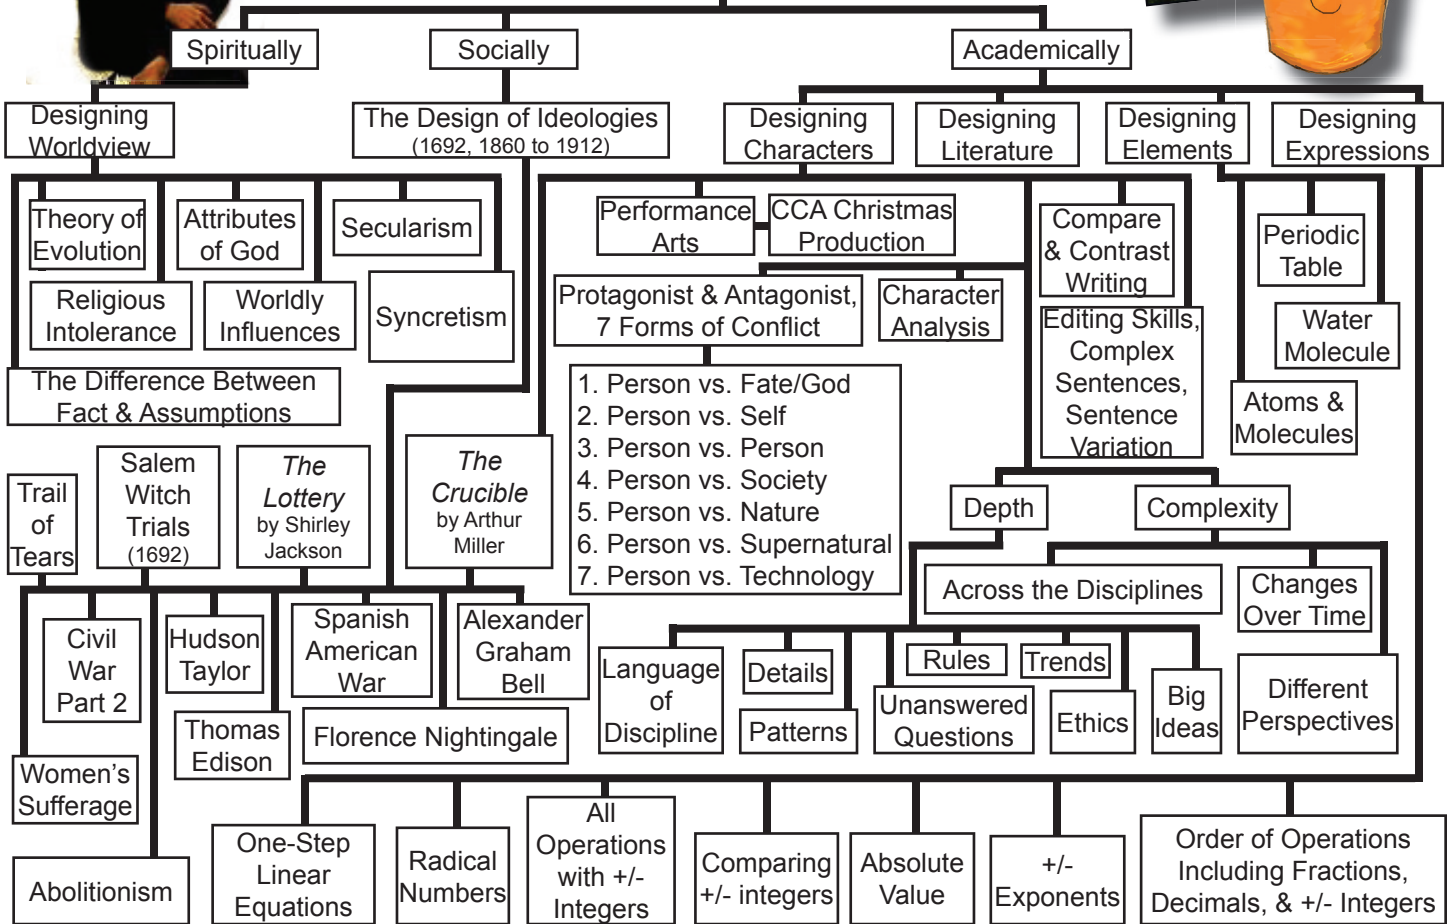 Spiritually
Socially
Academically
Designing
Worldview
The Design of Ideologies
(1692, 1860 to 1912)
Designing
Characters
Designing
Literature
Designing
Elements
Designing
Expressions
Theory of
Evolution
Attributes
of God
Secularism
Religious
Intolerance
Worldly
Influences
Syncretism
The Difference Between
Fact & Assumptions
Performance
Arts
CCA Christmas
Production
Compare
& Contrast
Writing
Periodic
Table
Protagonist & Antagonist,
7 Forms of Conflict
Character
Analysis
Editing Skills,
Complex
Sentences,
Sentence
Variation
Water
Molecule
Atoms &
Molecules
1. Person vs. Fate/God
2. Person vs. Self
3. Person vs. Person
4. Person vs. Society
5. Person vs. Nature
6. Person vs. Supernatural
7. Person vs. Technology
Trail
of
Tears
Salem
Witch
Trials
(1692)
The
Lottery
by Shirley
Jackson
The
Crucible
by Arthur
Miller
Depth
Complexity
Across the Disciplines
Changes
Over Time
Civil
War
Part 2
Hudson
Taylor
Spanish
American
War
Alexander
Graham
Bell
Thomas
Edison
Florence Nightingale
Women's
Sufferage
Abolitionism
Language
of
Discipline
Details
Patterns
Rules
Unanswered
Questions
Trends
Ethics
Big
Ideas
Different
Perspectives
One-Step
Linear
Equations
Radical
Numbers
All
Operations
with +/-
Integers
Comparing
+/- integers
Absolute
Value
+/-
Exponents
Order of Operations
Including Fractions,
Decimals, & +/- Integers